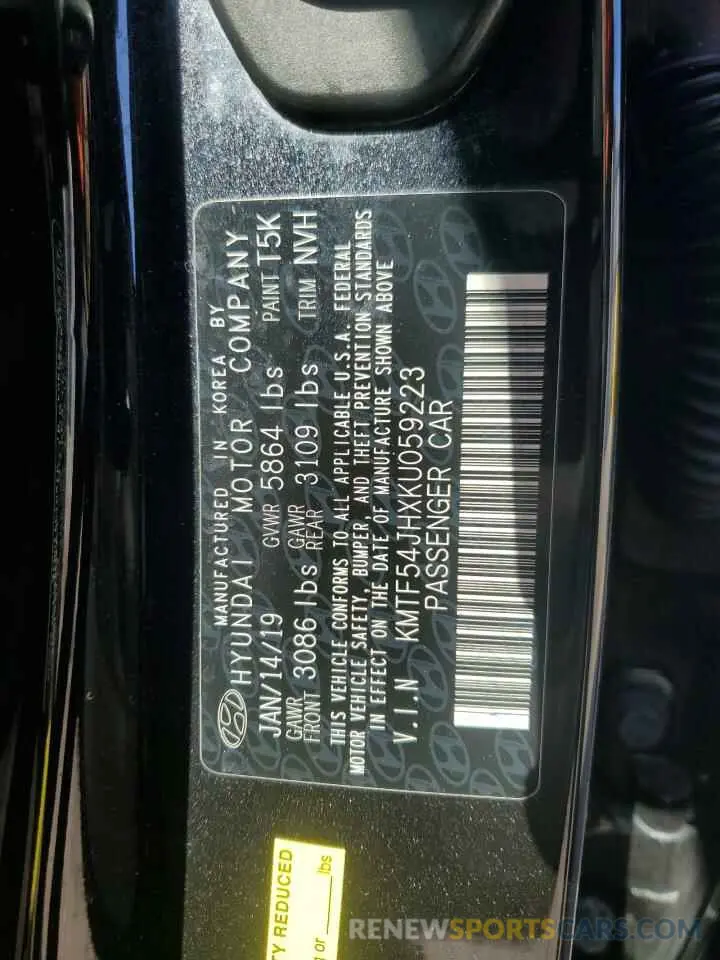 MANUFACTURED IN KOREA BY
HYUNDAI MOTOR COMPANY
JAN/14/19 GVWR 5864 lbs PAINT T5K
GAWR FRONT 3086 lbs GAWR REAR 3109 lbs TRIM NVH
THIS VEHICLE CONFORMS TO ALL APPLICABLE U.S.A. FEDERAL
MOTOR VEHICLE SAFETY, BUMPER, AND THEFT PREVENTION STANDARDS
IN EFFECT ON THE DATE OF MANUFACTURE SHOWN ABOVE
V.I.N KMTF54JHXKU059223
PASSENGER CAR
REDUCED
or lbs
RENEWSPORTSCARS.COM